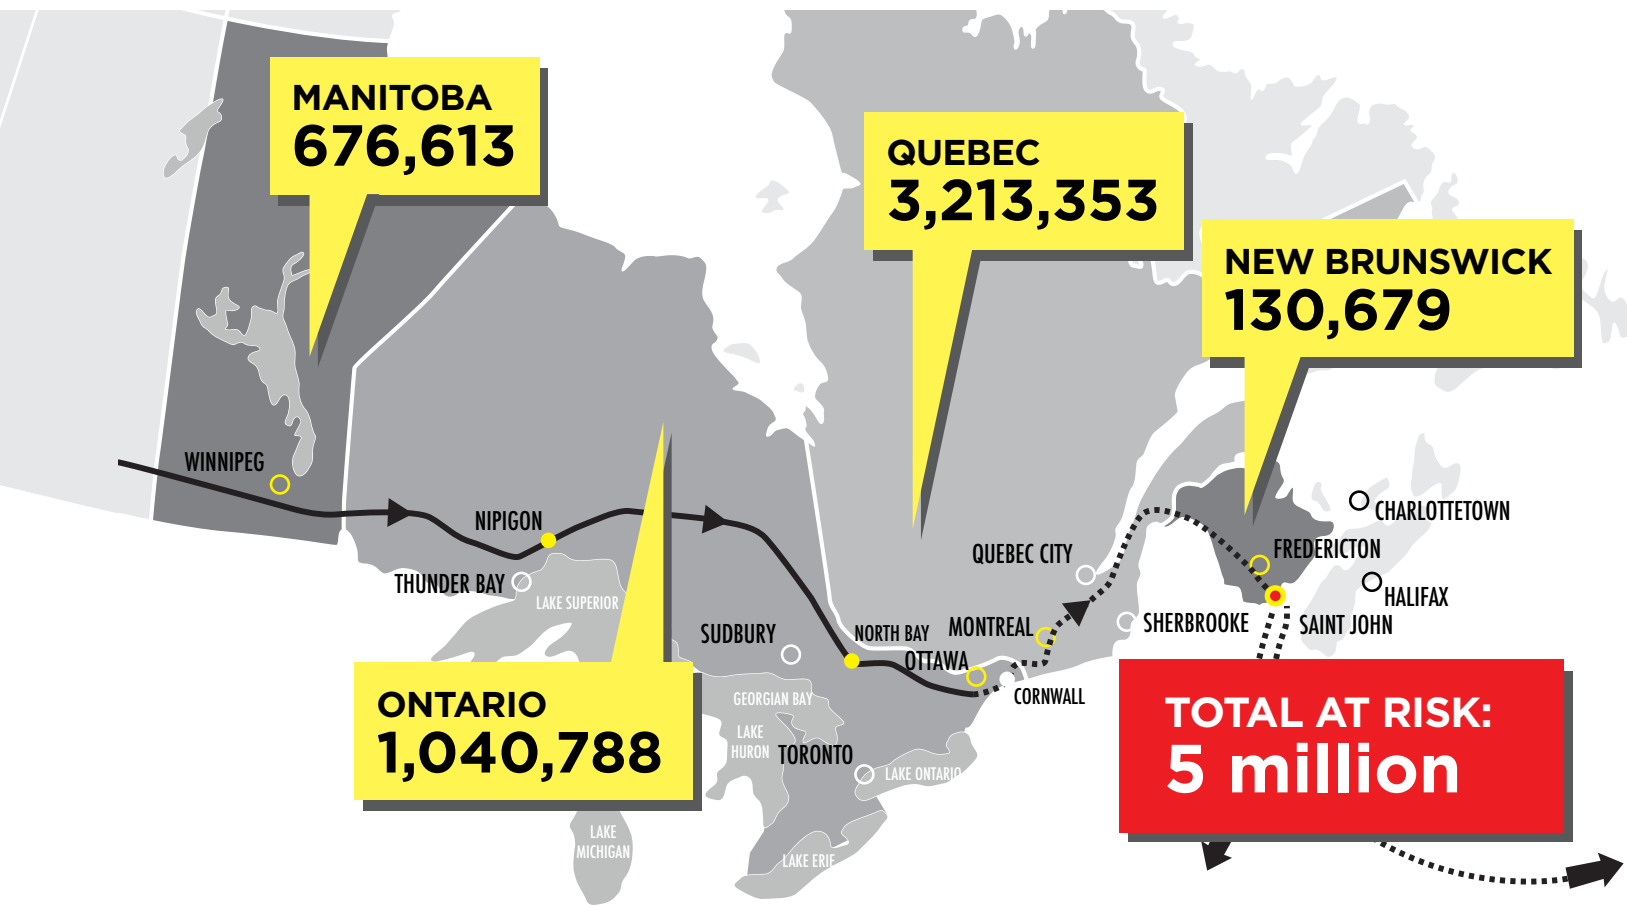 MANITOBA
676,613
QUEBEC
3,213,353
NEW BRUNSWICK
130,679
WINNIPEG
NIPIGON
THUNDER BAY
LAKE SUPERIOR
SUDBURY
NORTH BAY
OTTAWA
MONTREAL
QUEBEC CITY
CORNWALL
SHERBROOKE
FREDERICTON
SAINT JOHN
CHARLOTTETOWN
HALIFAX
ONTARIO
1,040,788
GEORGIAN BAY
LAKE
HURON
TORONTO
LAKE ONTARIO
LAKE
MICHIGAN
LAKE ERIE
TOTAL AT RISK:
5 million